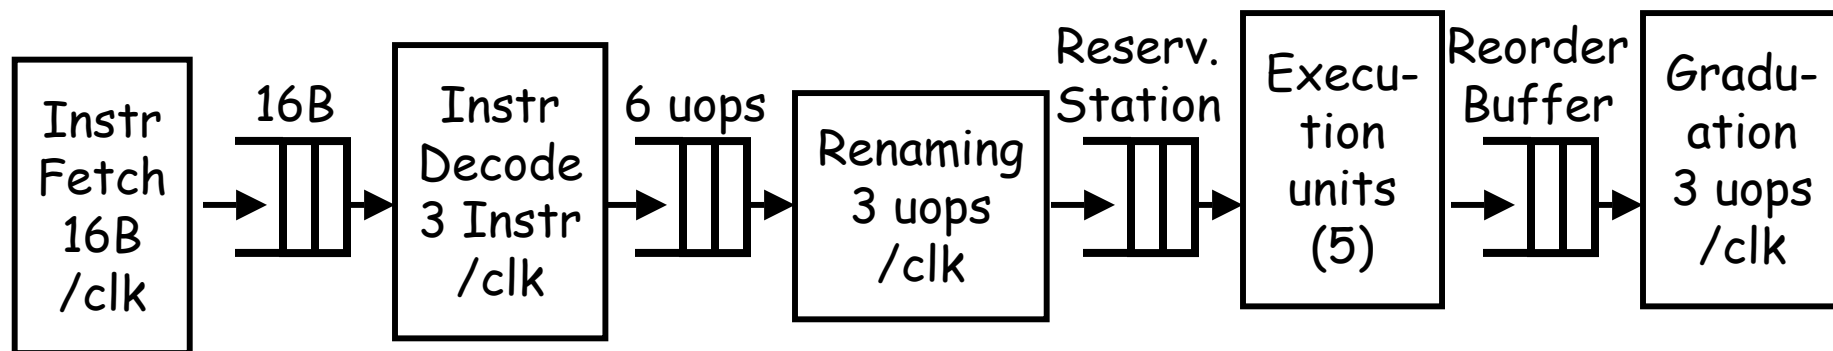 Instr
Fetch
16B
/clk
16B
Instr
Decode
3 Instr
/clk
6 uops
Renaming
3 uops
/clk
Reserv.
Station
Execu-
tion
units
(5)
Reorder
Buffer
Gradu-
ation
3 uops
/clk